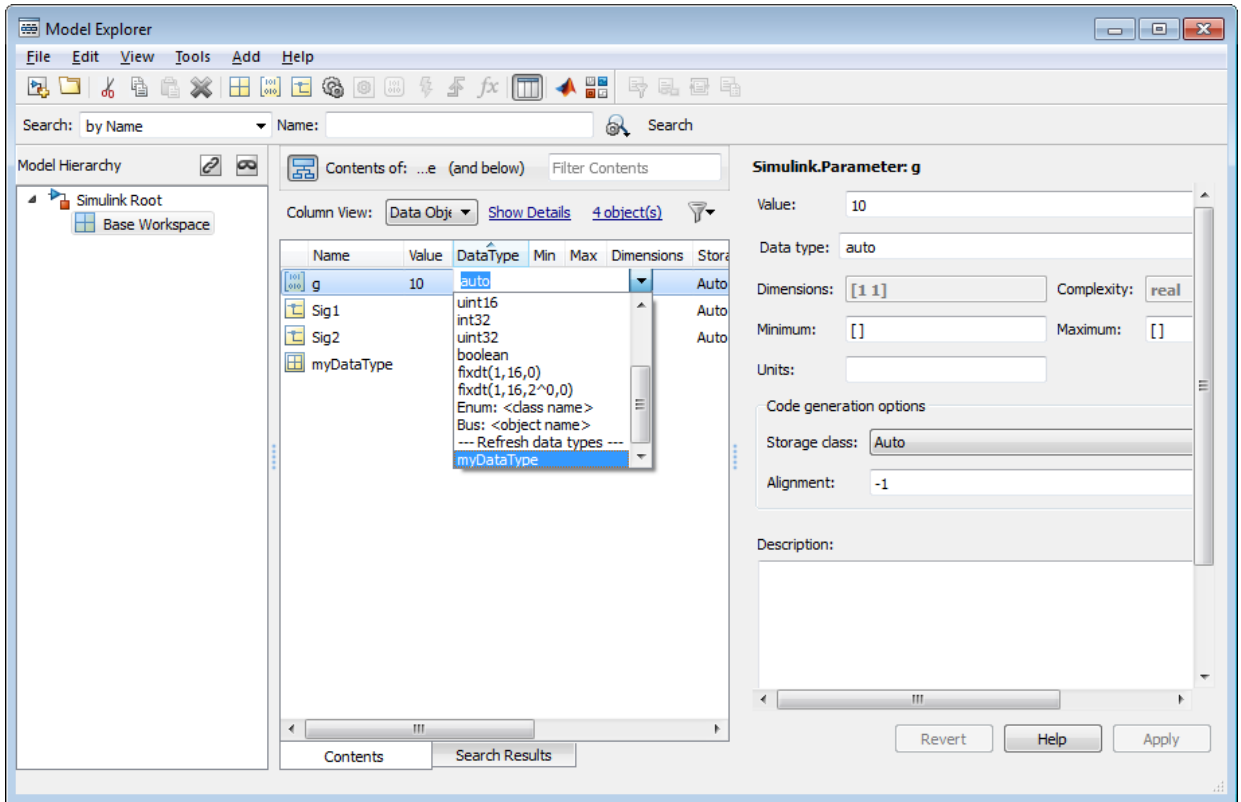 Model Explorer
File Edit View Tools Add Help
fx
Search: by Name Name: Search
Model Hierarchy
Simulink Root
Base Workspace
Contents of: ...e (and below) Filter Contents
Column View: Data Obje Show Details 4 object(s)
Name Value DataType Min Max Dimensions Stora
g 10 auto Auto
Sig1 Auto
Sig2 Auto
myDataType
uint16
int32
uint32
boolean
fixdt(1,16,0)
fixdt(1,16,2^0,0)
Enum: <class name>
Bus: <object name>
--- Refresh data types ---
myDataType
Contents Search Results
Simulink.Parameter: g
Value: 10
Data type: auto
Dimensions: [1 1] Complexity: real
Minimum: [] Maximum: []
Units:
Code generation options
Storage class: Auto
Alignment: -1
Description:
Revert Help Apply